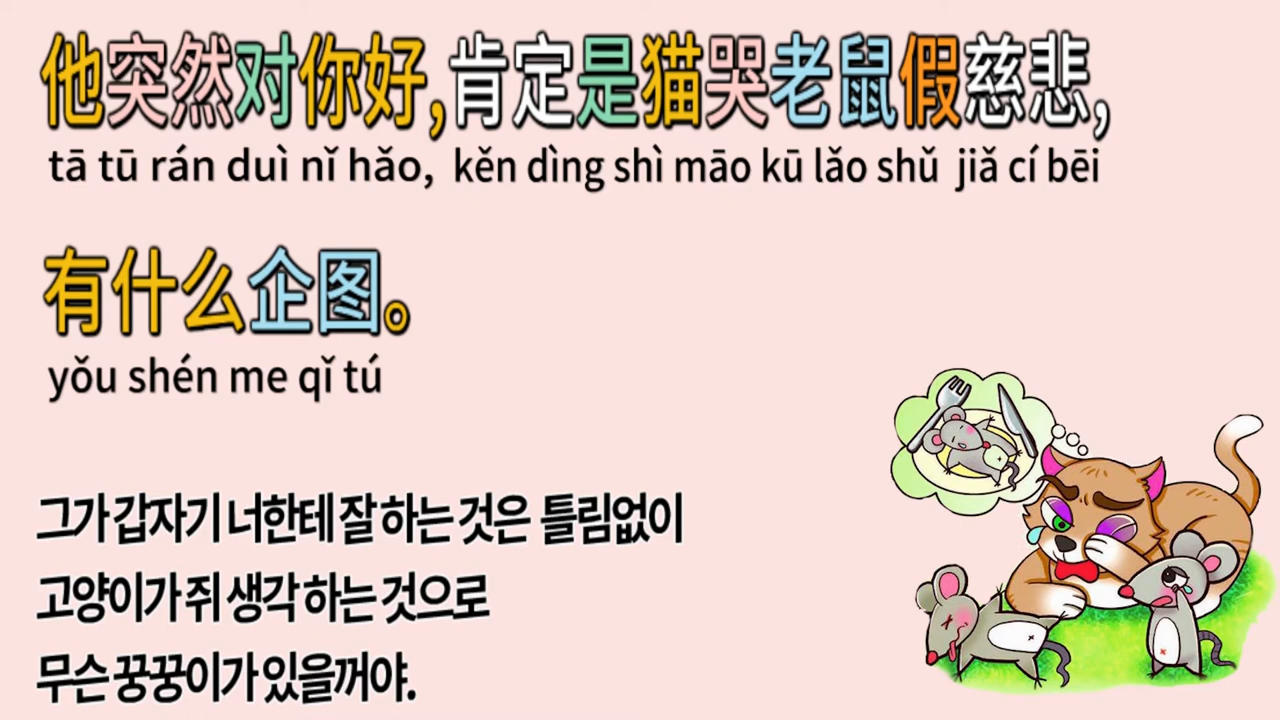 他突然对你好,肯定是猫哭老鼠假慈悲,
tā tū rán duì nǐ hǎo, kěn dìng shì māo kū lǎo shǔ jiǎ cí bēi
有什么企图。
yǒu shén me qǐ tú
그가 갑자기 너한테 잘 하는 것은 틀림없이
고양이가 쥐 생각 하는 것으로
무슨 꿍꿍이가 있을꺼야.